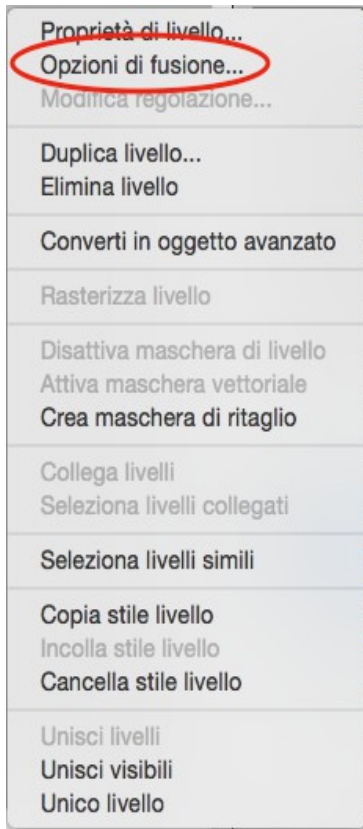 Proprietà di livello...
Opzioni di fusione...
Modifica regolazione...
Duplica livello...
Elimina livello
Converti in oggetto avanzato
Rasterizza livello
Disattiva maschera di livello
Attiva maschera vettoriale
Crea maschera di ritaglio
Collega livelli
Seleziona livelli collegati
Seleziona livelli simili
Copia stile livello
Incolla stile livello
Cancella stile livello
Unisci livelli
Unisci visibili
Unico livello